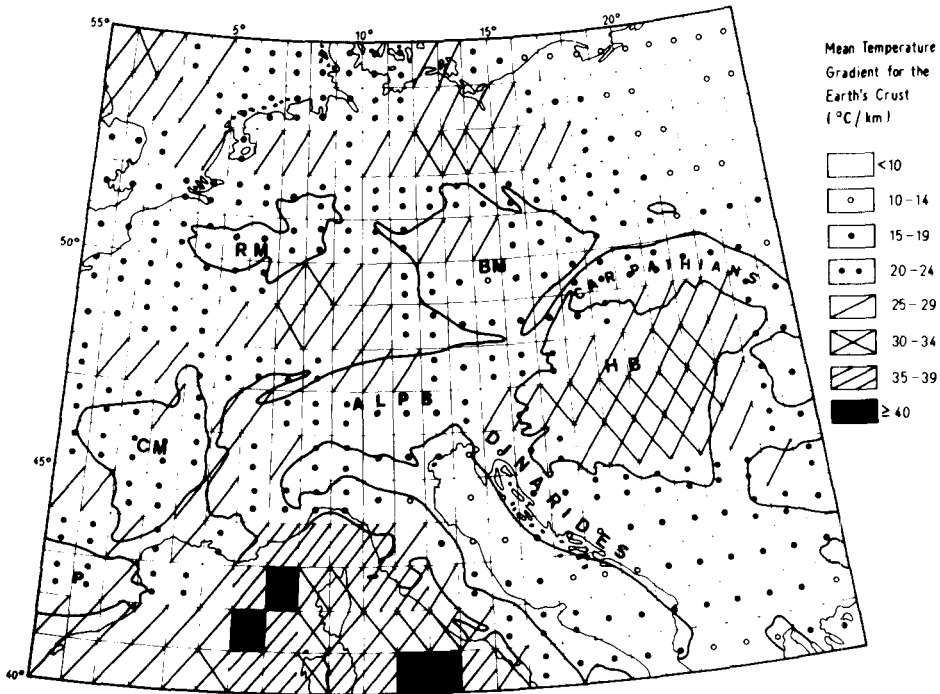 55°
5°
10°
15°
20°
Mean Temperature
Gradient for the
Earth's Crust
(°C/km)
<10
10-14
15-19
20-24
25-29
30-34
35-39
≥40
50°
RM
BM
CARPATHIANS
HB
ALPS
CM
45°
DINARIDES
P
40°